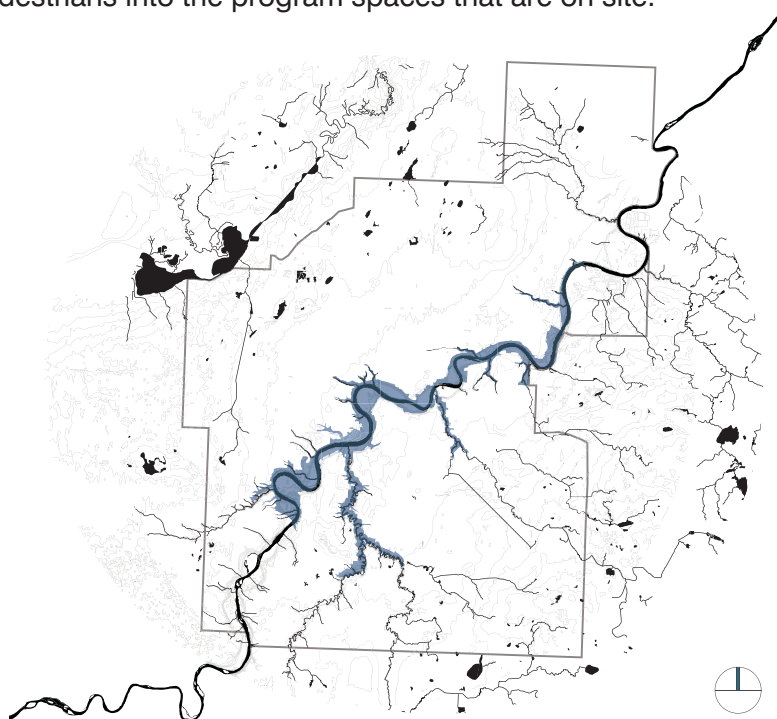 destrians into the program spaces that are on site.